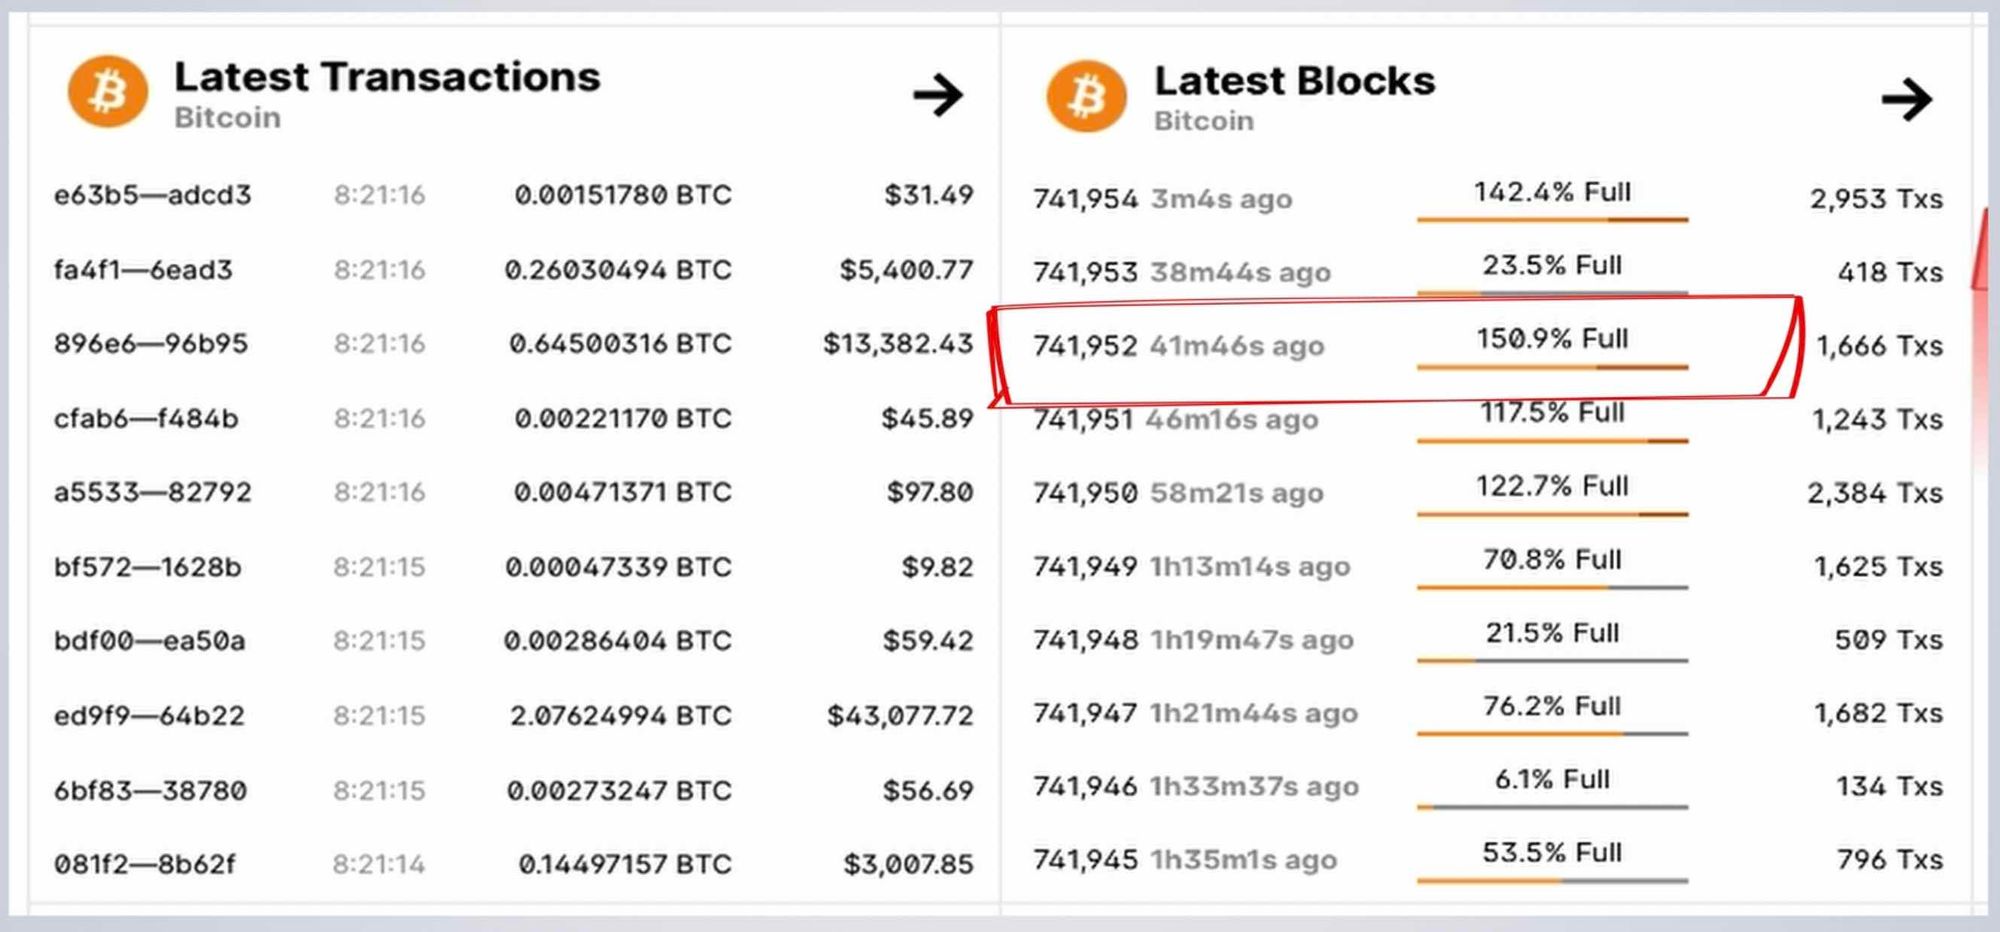 Latest Transactions
Bitcoin
e63b5—adcd3 8:21:16 0.00151780 BTC $31.49
fa4f1—6ead3 8:21:16 0.26030494 BTC $5,400.77
896e6—96b95 8:21:16 0.64500316 BTC $13,382.43
cfab6—f484b 8:21:16 0.00221170 BTC $45.89
a5533—82792 8:21:16 0.00471371 BTC $97.80
bf572—1628b 8:21:15 0.00047339 BTC $9.82
bdf00—ea50a 8:21:15 0.00286404 BTC $59.42
ed9f9—64b22 8:21:15 2.07624994 BTC $43,077.72
6bf83—38780 8:21:15 0.00273247 BTC $56.69
081f2—8b62f 8:21:14 0.14497157 BTC $3,007.85
Latest Blocks
Bitcoin
741,954 3m4s ago 142.4% Full 2,953 Txs
741,953 38m44s ago 23.5% Full 418 Txs
741,952 41m46s ago 150.9% Full 1,666 Txs
741,951 46m16s ago 117.5% Full 1,243 Txs
741,950 58m21s ago 122.7% Full 2,384 Txs
741,949 1h13m14s ago 70.8% Full 1,625 Txs
741,948 1h19m47s ago 21.5% Full 509 Txs
741,947 1h21m44s ago 76.2% Full 1,682 Txs
741,946 1h33m37s ago 6.1% Full 134 Txs
741,945 1h35m1s ago 53.5% Full 796 Txs